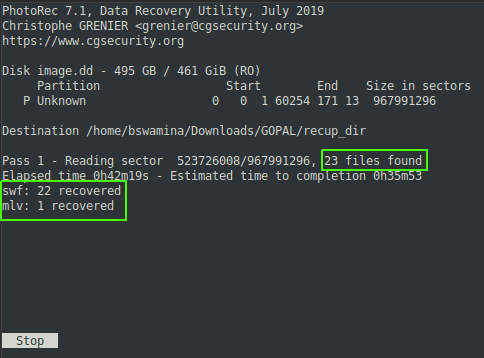 PhotoRec 7.1, Data Recovery Utility, July 2019
Christophe GRENIER <grenier@cgsecurity.org>
https://www.cgsecurity.org
Disk image.dd - 495 GB / 461 GiB (RO)
Partition Start End Size in sectors
P Unknown 0 0 1 60254 171 13 967991296
Destination /home/bswamina/Downloads/GOPAL/recup_dir
Pass 1 - Reading sector 523726008/967991296, 23 files found
Elapsed time 0h42m19s - Estimated time to completion 0h35m53
swf: 22 recovered
mlv: 1 recovered
Stop